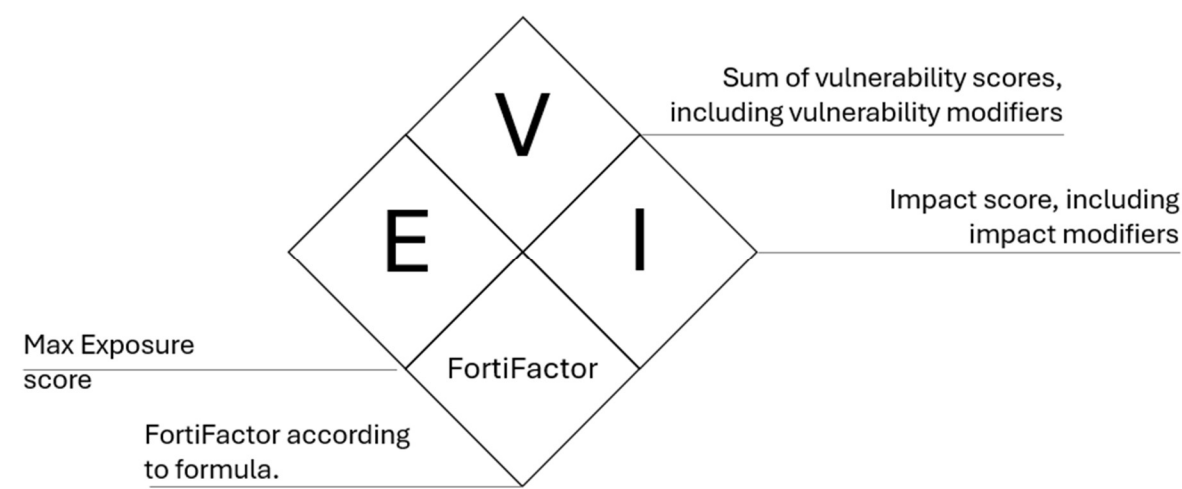 V
Sum of vulnerability scores,
including vulnerability modifiers
E
I
Impact score, including
impact modifiers
Max Exposure
score
FortiFactor
FortiFactor according
to formula.